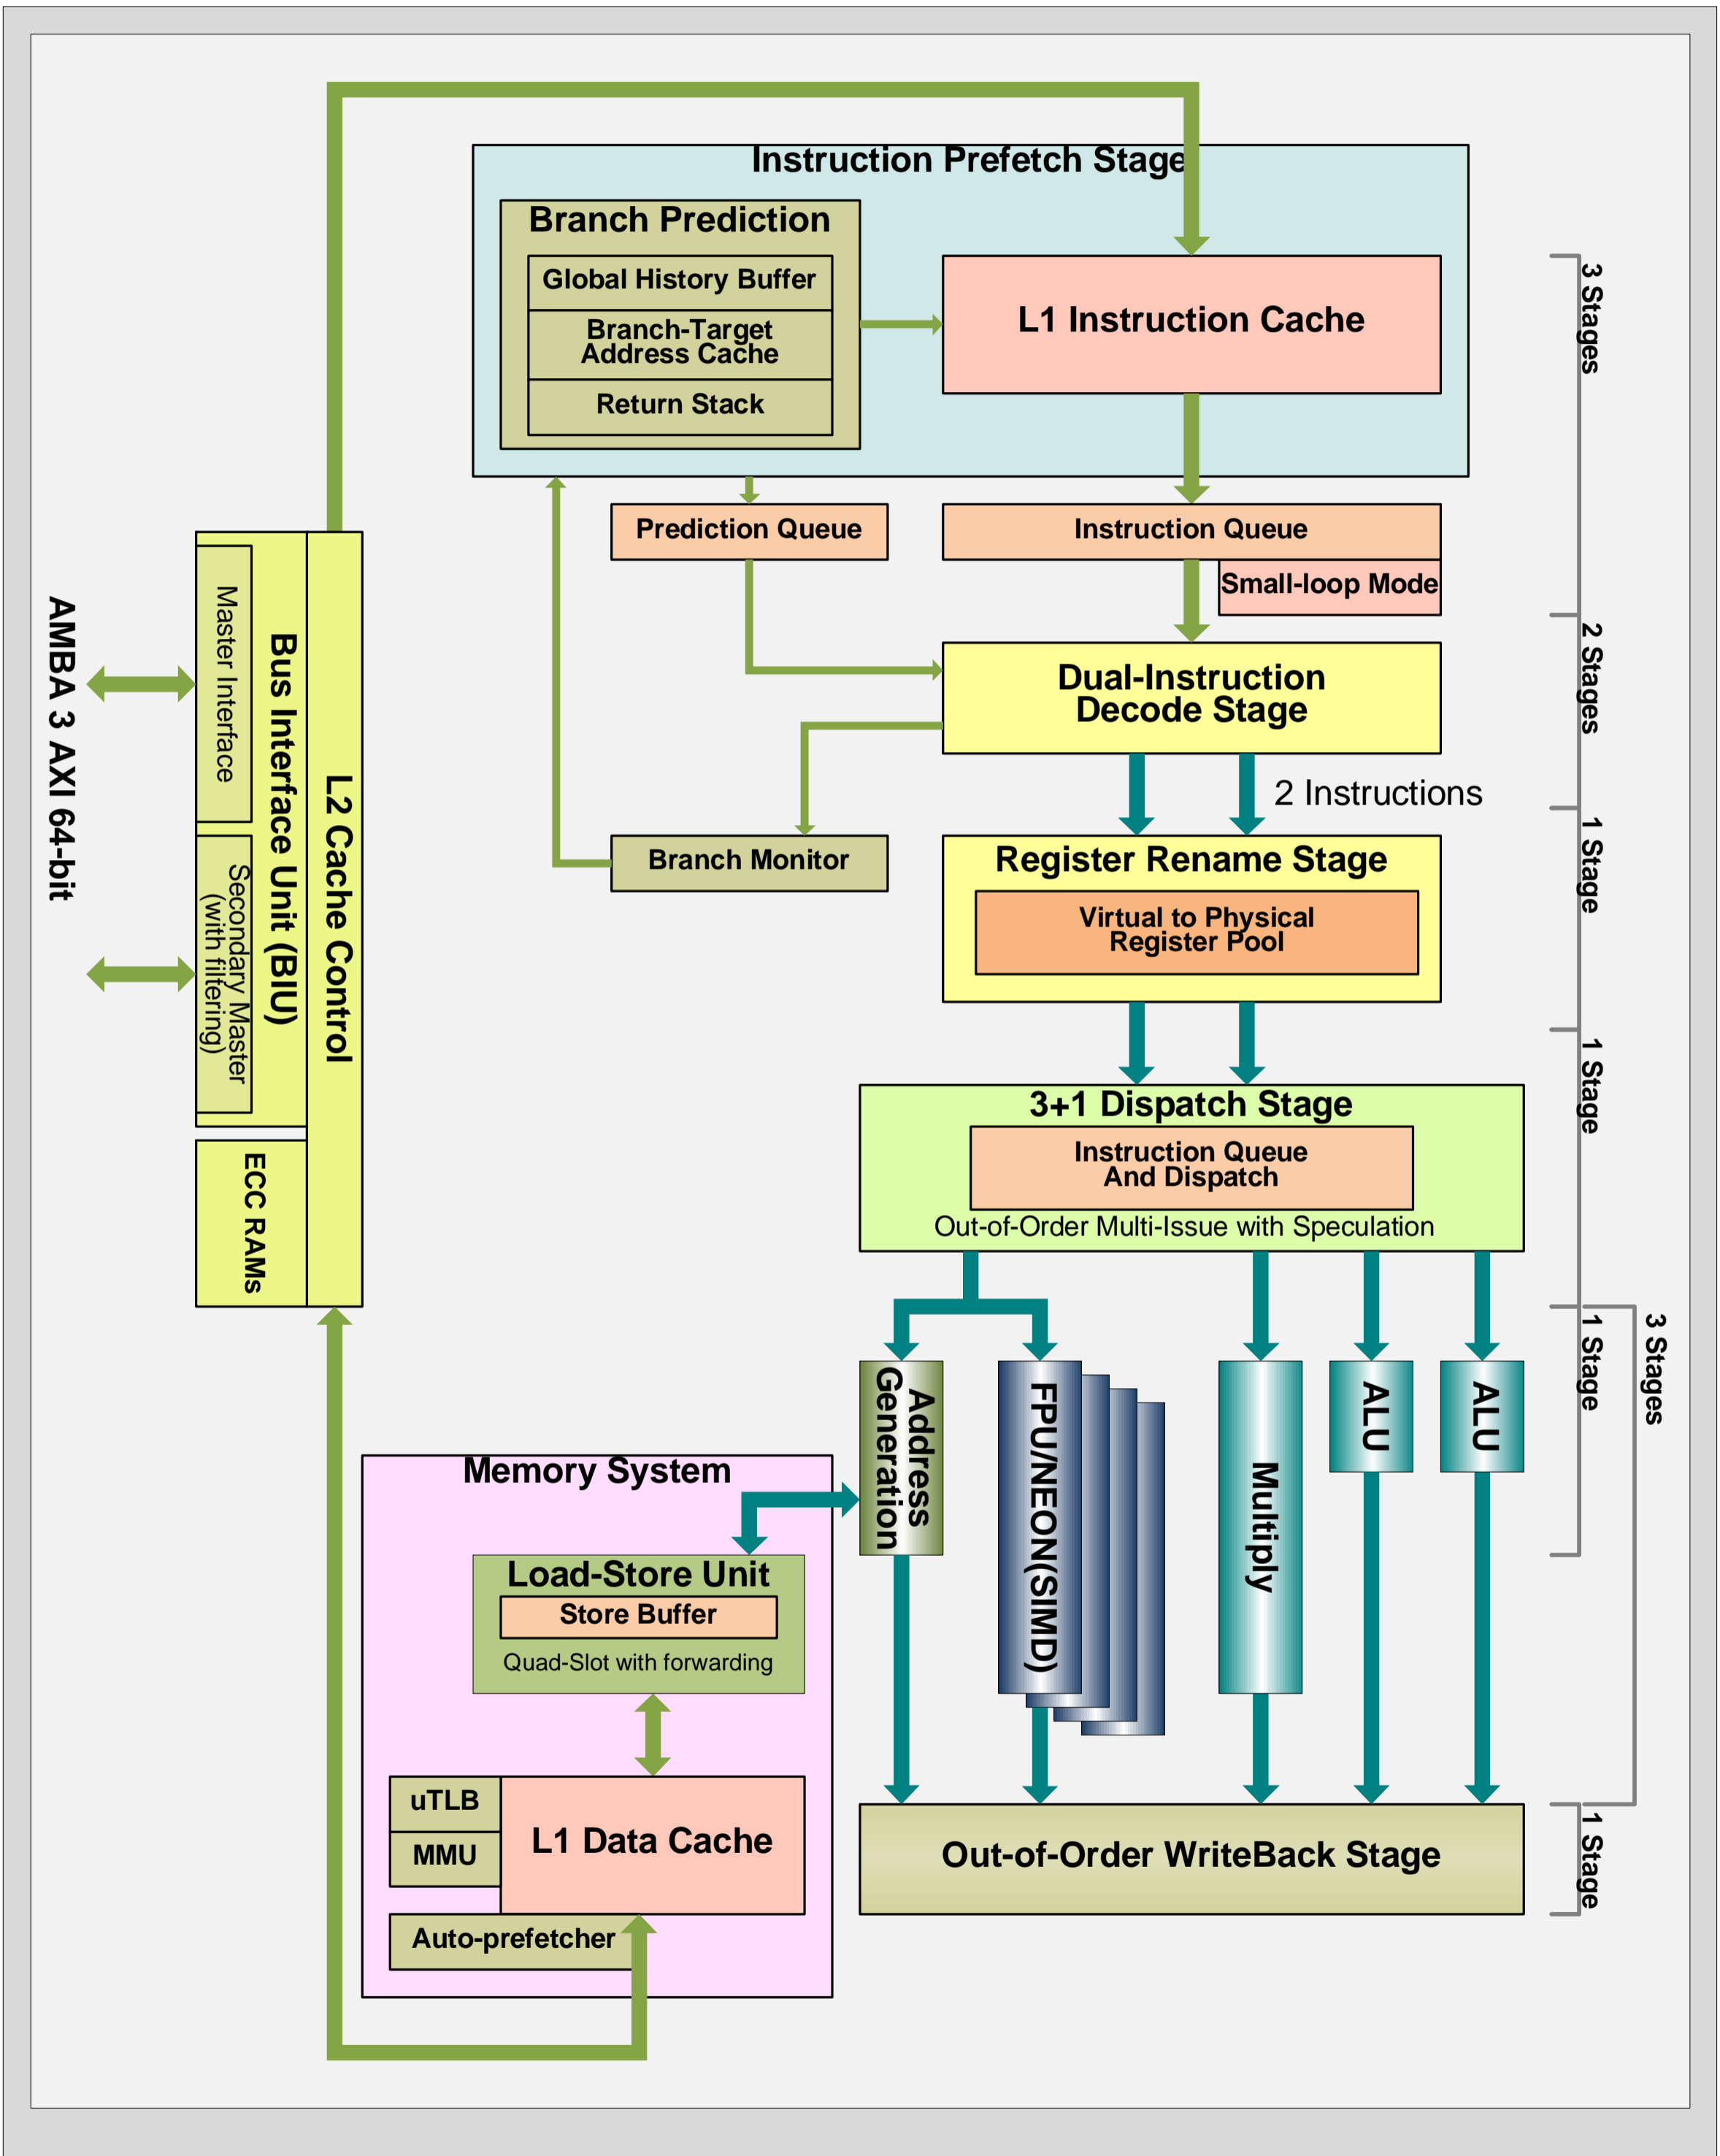 Instruction Prefetch Stage
Branch Prediction
Global History Buffer
Branch-Target
Address Cache
Return Stack
L1 Instruction Cache
3 Stages
Prediction Queue
Instruction Queue
Small-loop Mode
2 Stages
Dual-Instruction
Decode Stage
2 Instructions
Branch Monitor
Register Rename Stage
Virtual to Physical
Register Pool
1 Stage
AMBA 3 AXI 64-bit
Master Interface
Secondary Master
(with filtering)
Bus Interface Unit (BIU)
L2 Cache Control
ECC RAMs
3+1 Dispatch Stage
Instruction Queue
And Dispatch
Out-of-Order Multi-Issue with Speculation
1 Stage
Address
Generation
FPU/NEON(SIMD)
Multiply
ALU
ALU
1 Stage
3 Stages
Memory System
Load-Store Unit
Store Buffer
Quad-Slot with forwarding
uTLB
MMU
L1 Data Cache
Auto-prefetcher
Out-of-Order WriteBack Stage
1 Stage